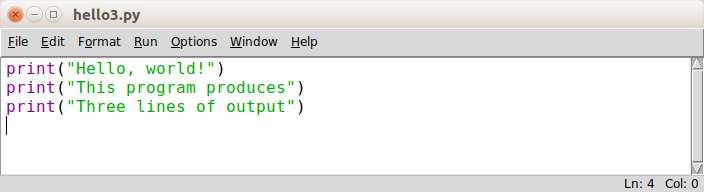 hello3.py
File Edit Format Run Options Window Help
print("Hello, world!")
print("This program produces")
print("Three lines of output")
Ln: 4 Col: 0